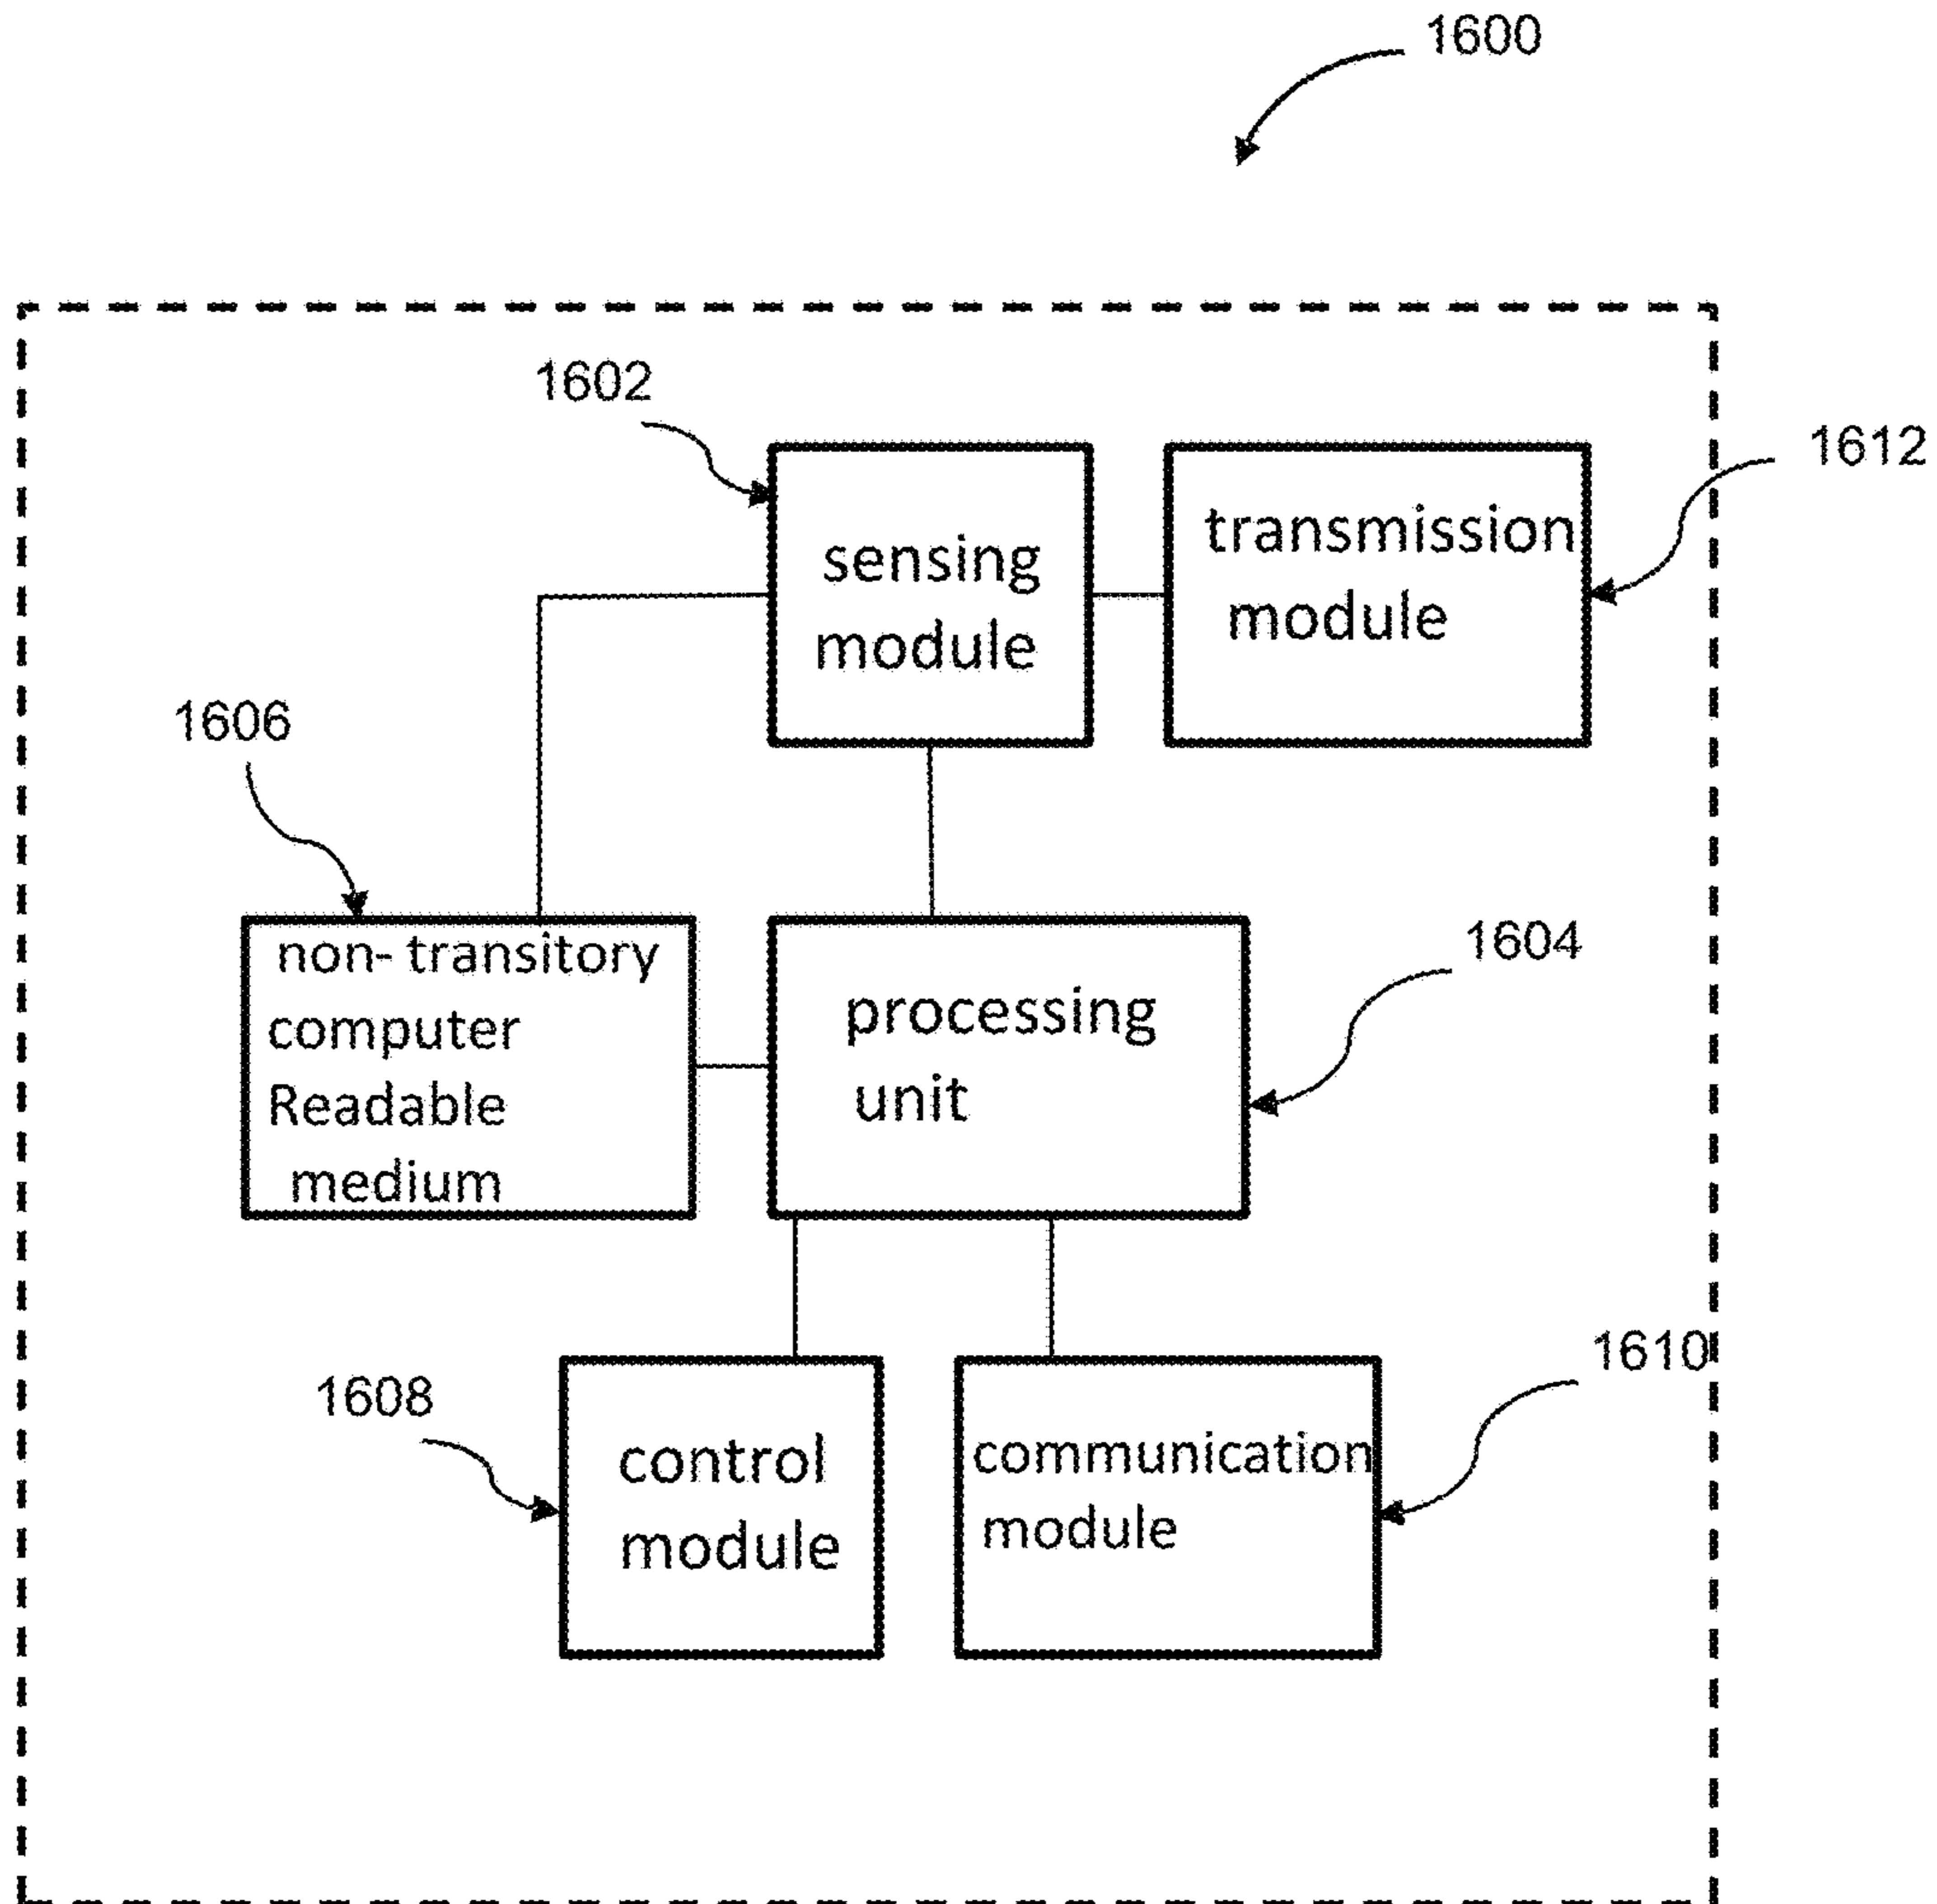 1600
1602
1612
sensing
module
transmission
module
1606
1604
non- transitory
computer
Readable
medium
processing
unit
1610
1608
control
module
communication
module